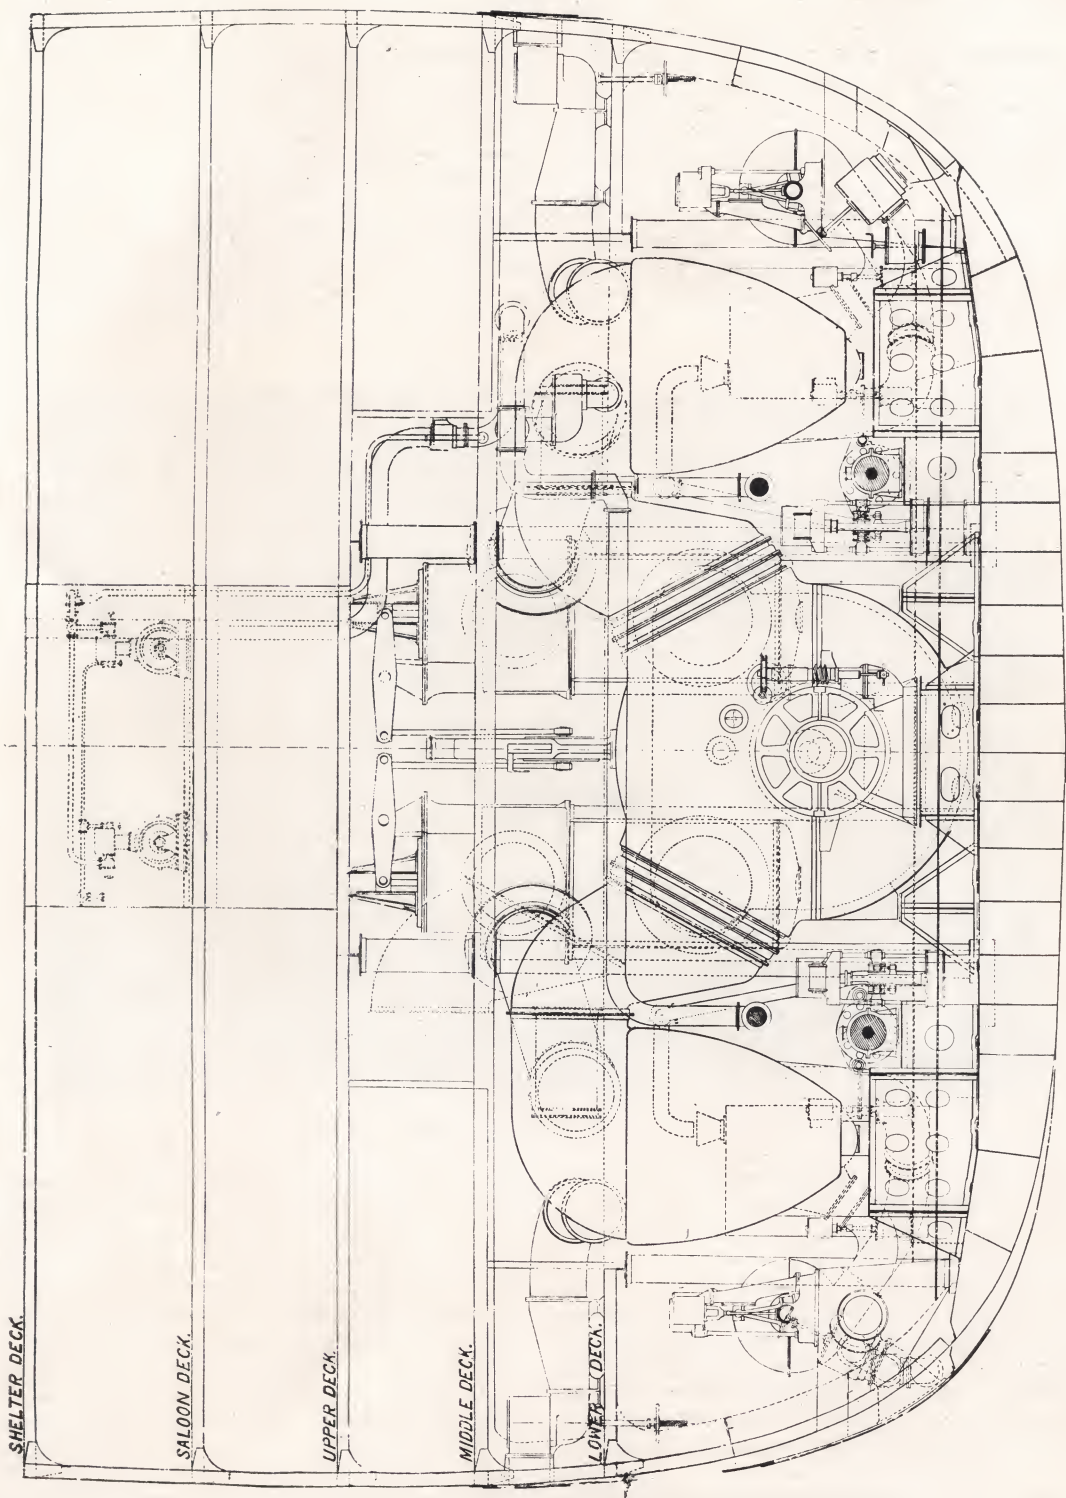 SHELTER DECK.
SALOON DECK.
UPPER DECK.
MIDDLE DECK.
LOWER DECK.